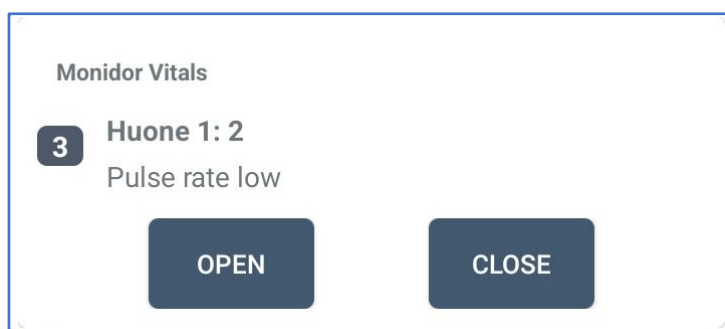 Monidor Vitals
3
Huone 1: 2
Pulse rate low
OPEN CLOSE